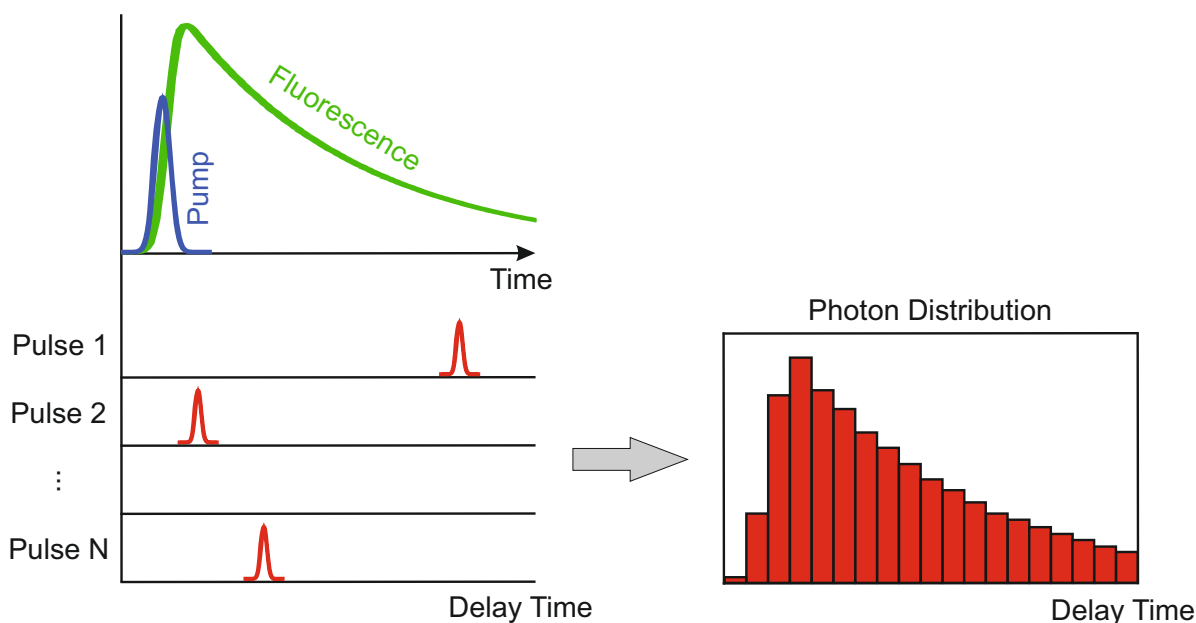 Fluorescence
Pump
Time
Pulse 1
Pulse 2
⋮
Pulse N
Delay Time
Photon Distribution
Delay Time